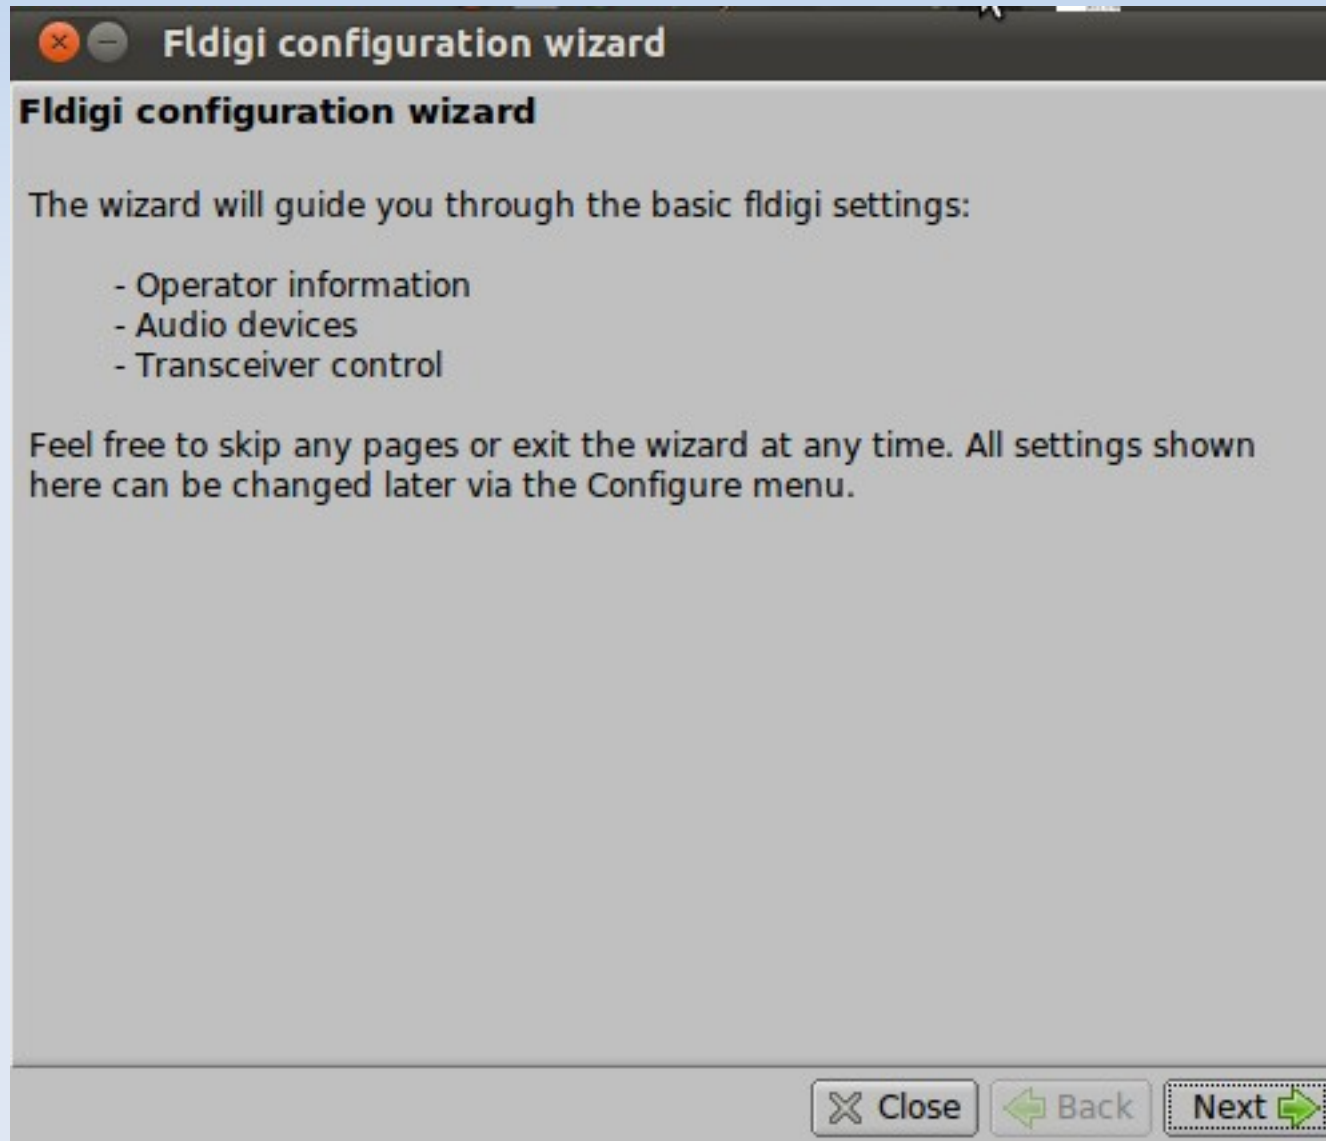 Fldigi configuration wizard
Fldigi configuration wizard
The wizard will guide you through the basic fldigi settings:
- Operator information
- Audio devices
- Transceiver control
Feel free to skip any pages or exit the wizard at any time. All settings shown
here can be changed later via the Configure menu.
Close Back Next